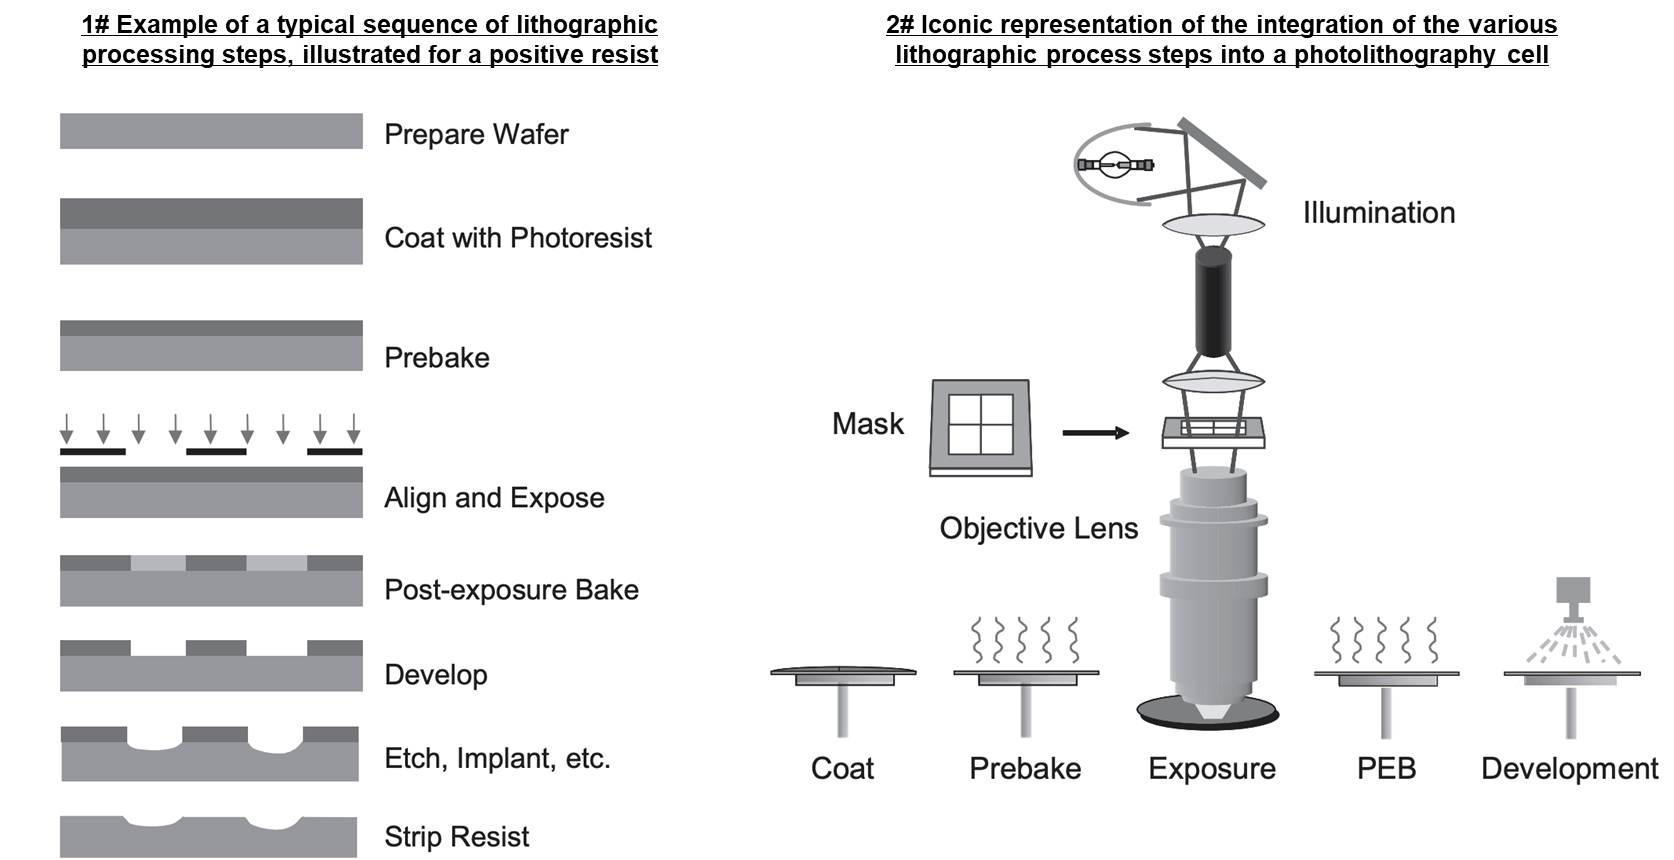 1# Example of a typical sequence of lithographic
processing steps, illustrated for a positive resist
Prepare Wafer
Coat with Photoresist
Prebake
Align and Expose
Post-exposure Bake
Develop
Etch, Implant, etc.
Strip Resist
2# Iconic representation of the integration of the various
lithographic process steps into a photolithography cell
Illumination
Mask
Objective Lens
Coat
Prebake
Exposure
PEB
Development